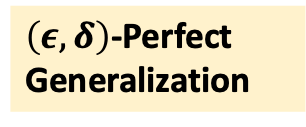 (ϵ, δ)-Perfect
Generalization